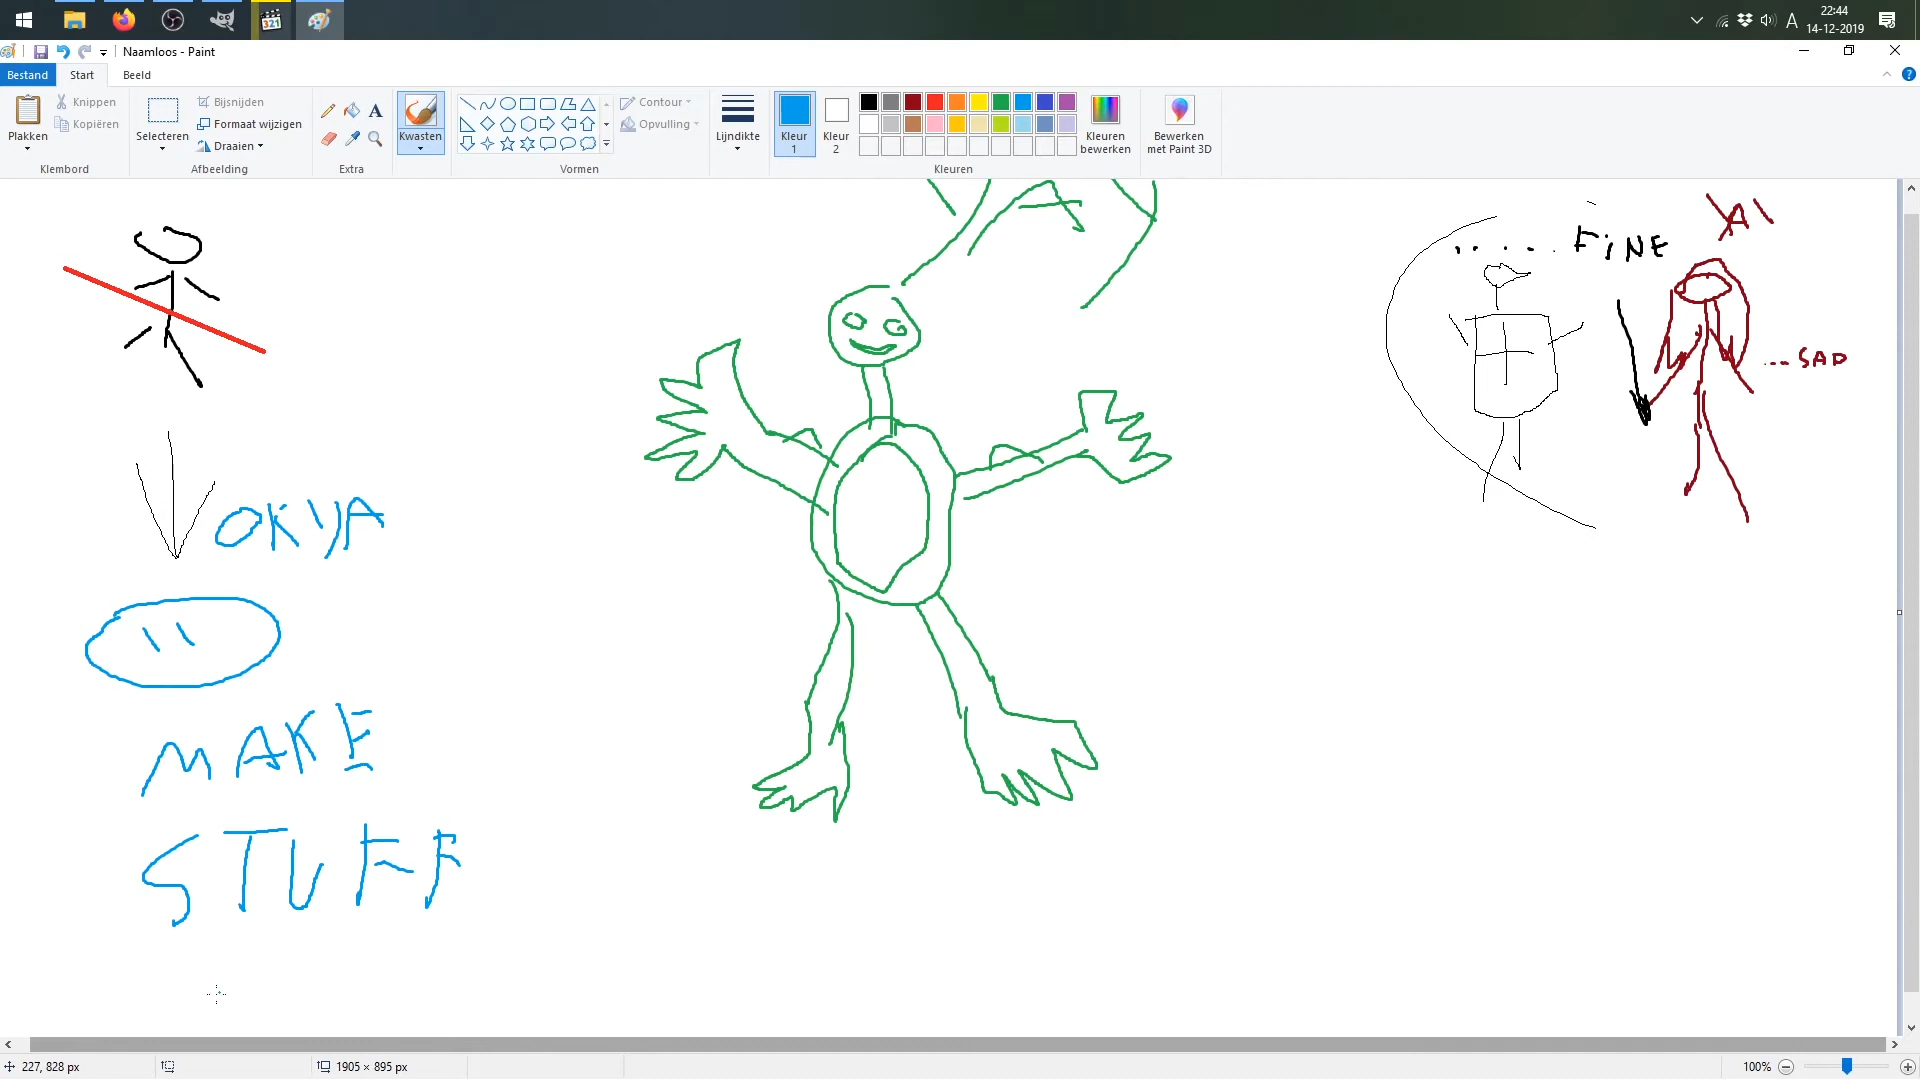 321
A
22:44
14-12-2019
Naamloos - Paint
Bestand Start Beeld
Plakken
Knippen
Kopiëren
Klembord
Selecteren
Bijsnijden
Formaat wijzigen
Draaien
Afbeelding
A
Extra
Kwasten
Contour
Opvulling
Vormen
Lijndikte
Kleur 1
Kleur 2
Kleuren bewerken
Kleuren
Bewerken met Paint 3D
..... FiNE
...SAD
OKYA
MAKE
STUFF
227, 828 px
1905 × 895 px
100%